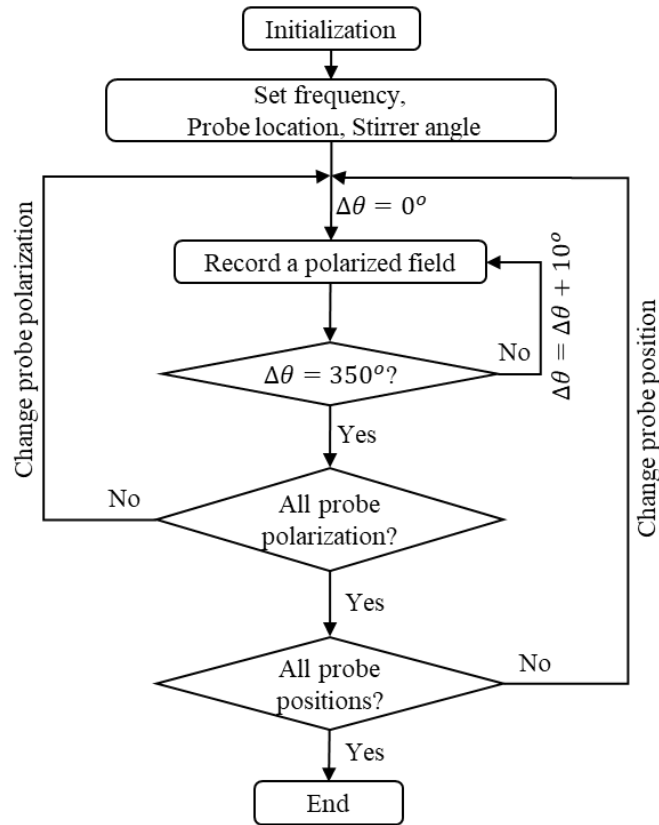 Initialization
Set frequency,
Probe location, Stirrer angle
Δθ = 0°
Record a polarized field
Δθ = Δθ + 10°
No
Δθ = 350°?
Yes
Change probe polarization
No
All probe
polarization?
Yes
Change probe position
No
All probe
positions?
Yes
End